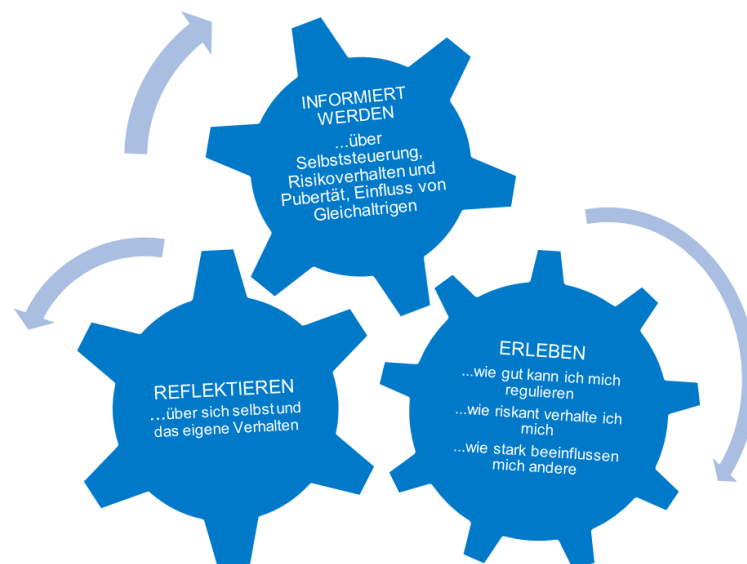 INFORMIERT
WERDEN
...über
Selbststeuerung,
Risikoverhalten und
Pubertät, Einfluss von
Gleichaltrigen
REFLEKTIEREN
...über sich selbst und
das eigene Verhalten
ERLEBEN
...wie gut kann ich mich
regulieren
...wie riskant verhalte ich
mich
...wie stark beeinflussen
mich andere